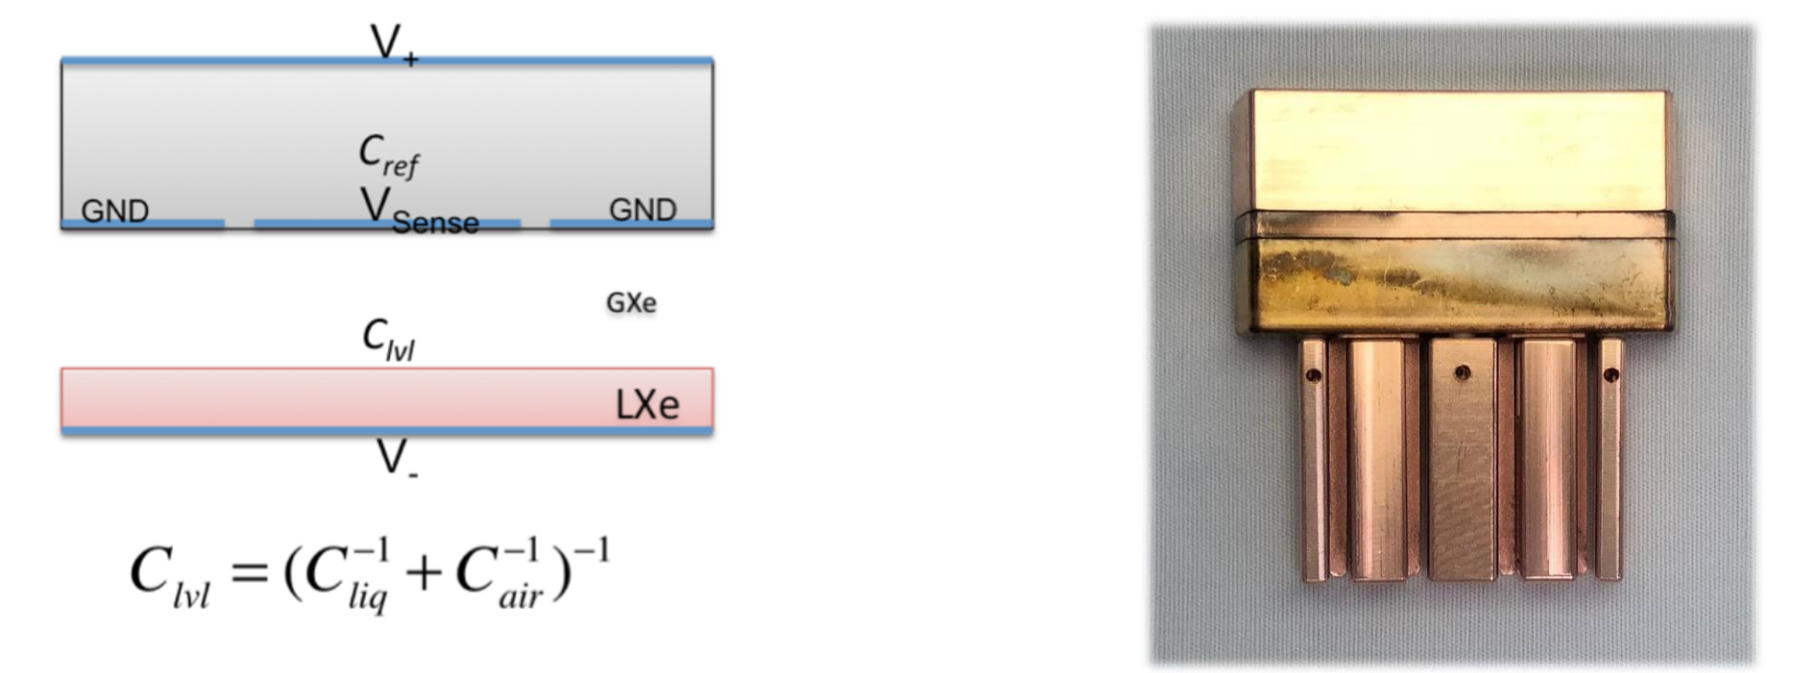 V+
Cref
GND VSense GND
GXe
Clvl
LXe
V-
Clvl = (Cliq^-1 + Cair^-1)^-1